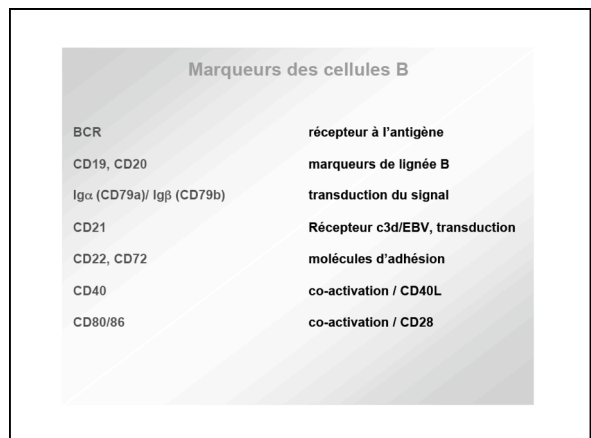 Marqueurs des cellules B
BCR récepteur à l'antigène
CD19, CD20 marqueurs de lignée B
Igα (CD79a)/ Igβ (CD79b) transduction du signal
CD21 Récepteur c3d/EBV, transduction
CD22, CD72 molécules d'adhésion
CD40 co-activation / CD40L
CD80/86 co-activation / CD28